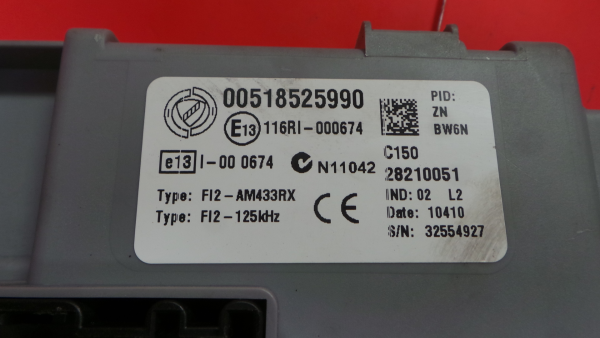 00518525990
E13 116RI-000674
e13 I-00 0674
N11042
Type: FI2-AM433RX
Type: FI2-125kHz
CE
PID:
ZN
BW6N
C150
28210051
IND: 02 L2
Date: 10410
S/N: 32554927